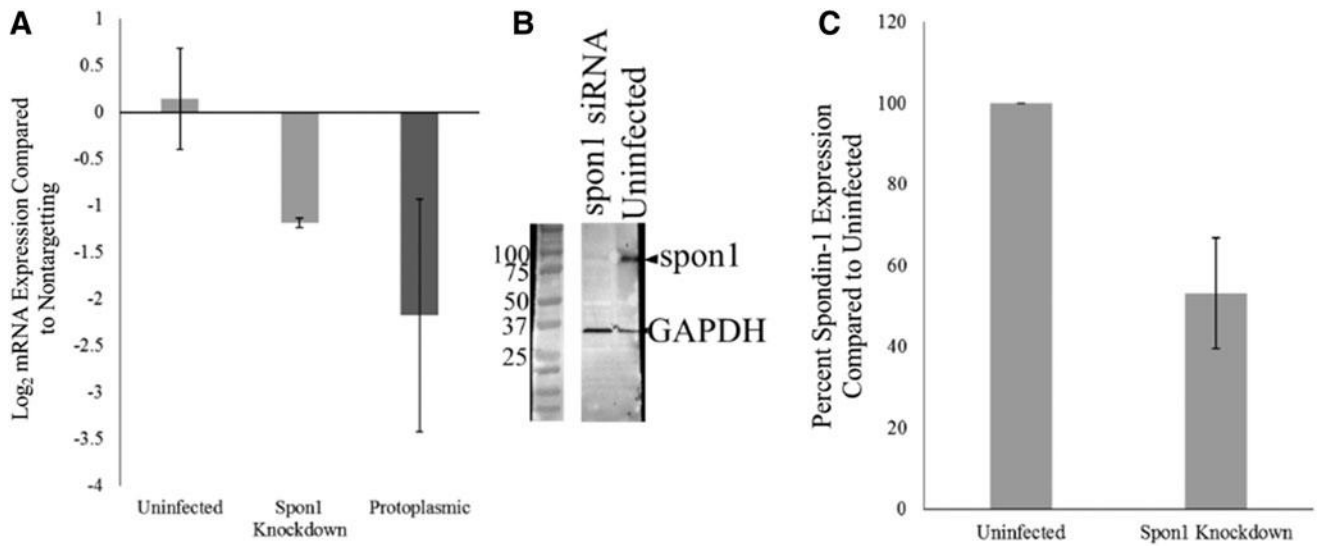 A
Log2 mRNA Expression Compared
to Nontargetting
1
0.5
0
-0.5
-1
-1.5
-2
-2.5
-3
-3.5
-4
Uninfected
Spon1
Knockdown
Protoplasmic
B
spon1 siRNA
Uninfected
100
75
50
37
25
spon1
GAPDH
C
Percent Spondin-1 Expression
Compared to Uninfected
120
100
80
60
40
20
0
Uninfected
Spon1 Knockdown